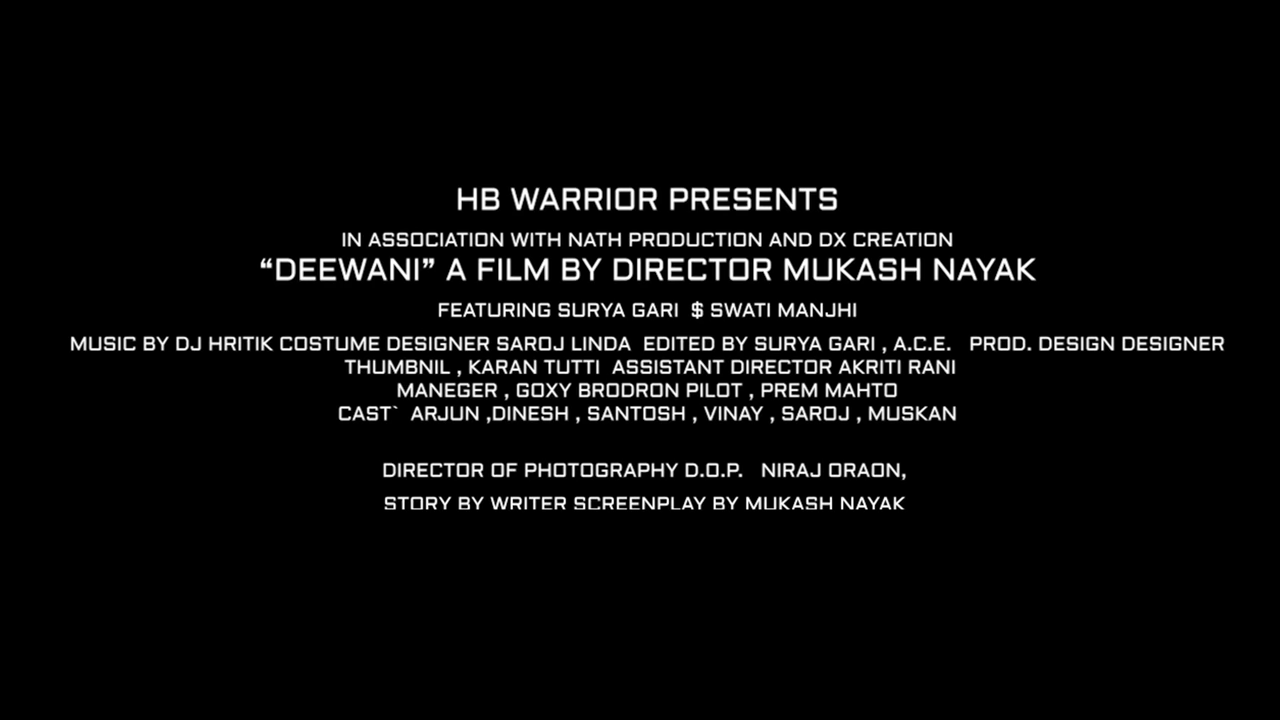 HB WARRIOR PRESENTS
IN ASSOCIATION WITH NATH PRODUCTION AND DX CREATION
“DEEWANI” A FILM BY DIRECTOR MUKASH NAYAK
FEATURING SURYA GARI $ SWATI MANJHI
MUSIC BY DJ HRITIK COSTUME DESIGNER SAROJ LINDA EDITED BY SURYA GARI , A.C.E. PROD. DESIGN DESIGNER
THUMBNIL , KARAN TUTTI ASSISTANT DIRECTOR AKRITI RANI
MANEGER , GOXY BRODRON PILOT , PREM MAHTO
CAST` ARJUN ,DINESH , SANTOSH , VINAY , SAROJ , MUSKAN
DIRECTOR OF PHOTOGRAPHY D.O.P. NIRAJ ORAON,
STORY BY WRITER SCREENPLAY BY MUKASH NAYAK